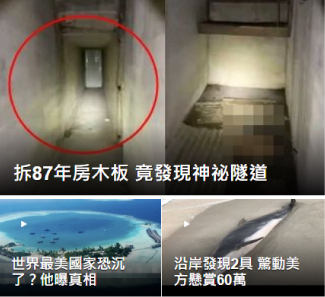 拆87年房木板 竟發現神祕隧道
世界最美國家恐沉
了？他曝真相
沿岸發現2具 驚動美
方懸賞60萬